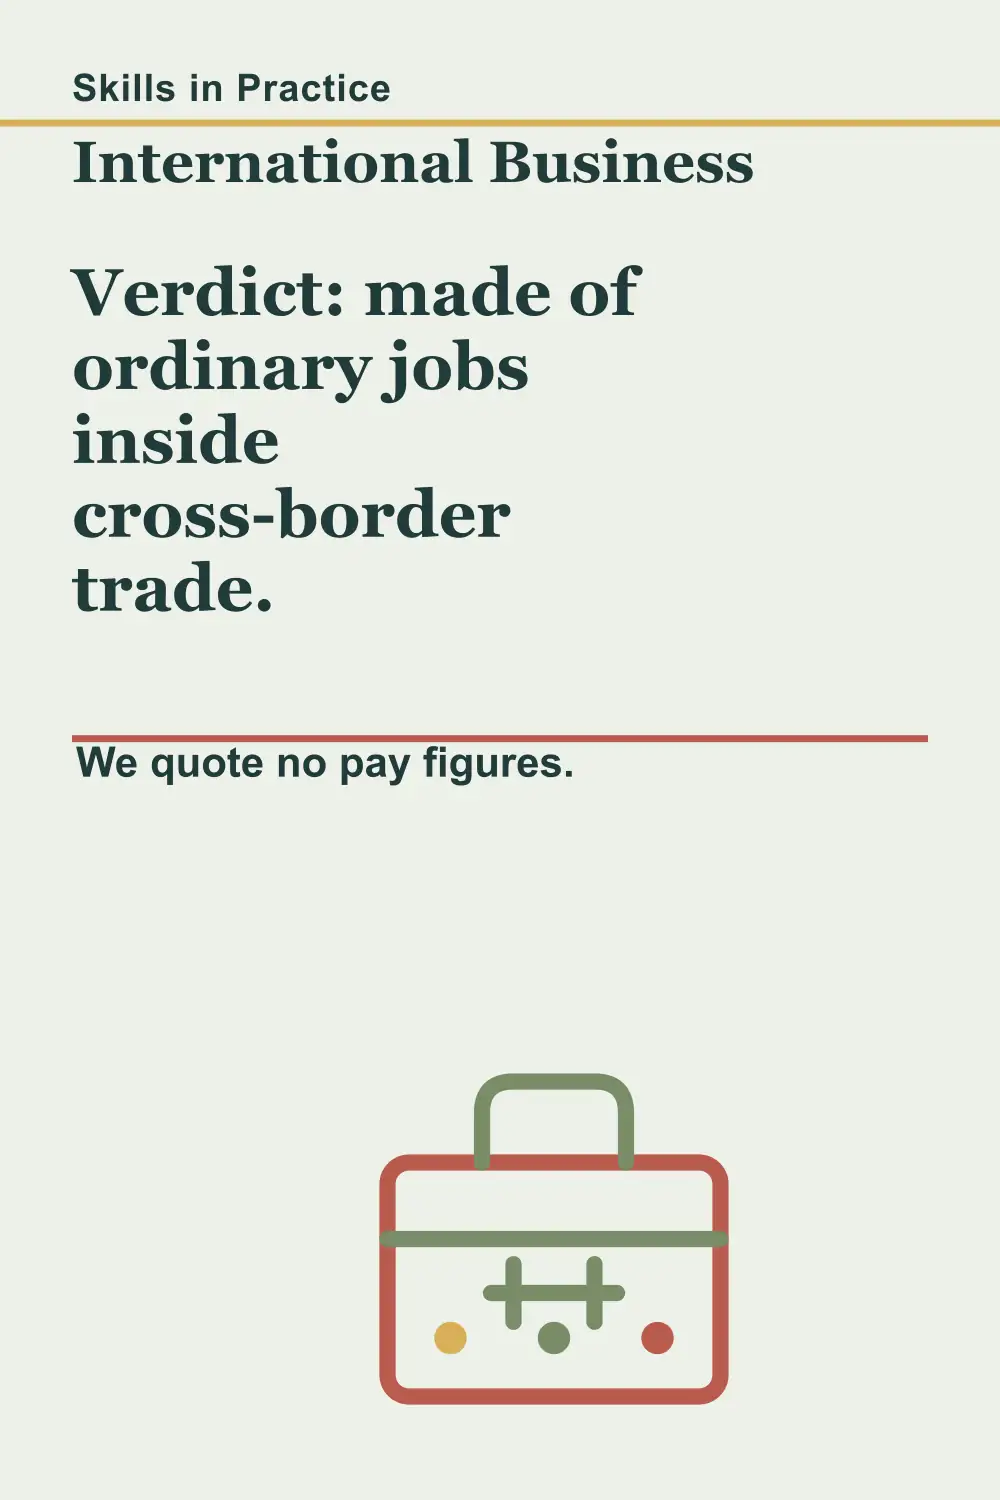 Skills in Practice
International Business
Verdict: made of
ordinary jobs
inside
cross-border
trade.
We quote no pay figures.